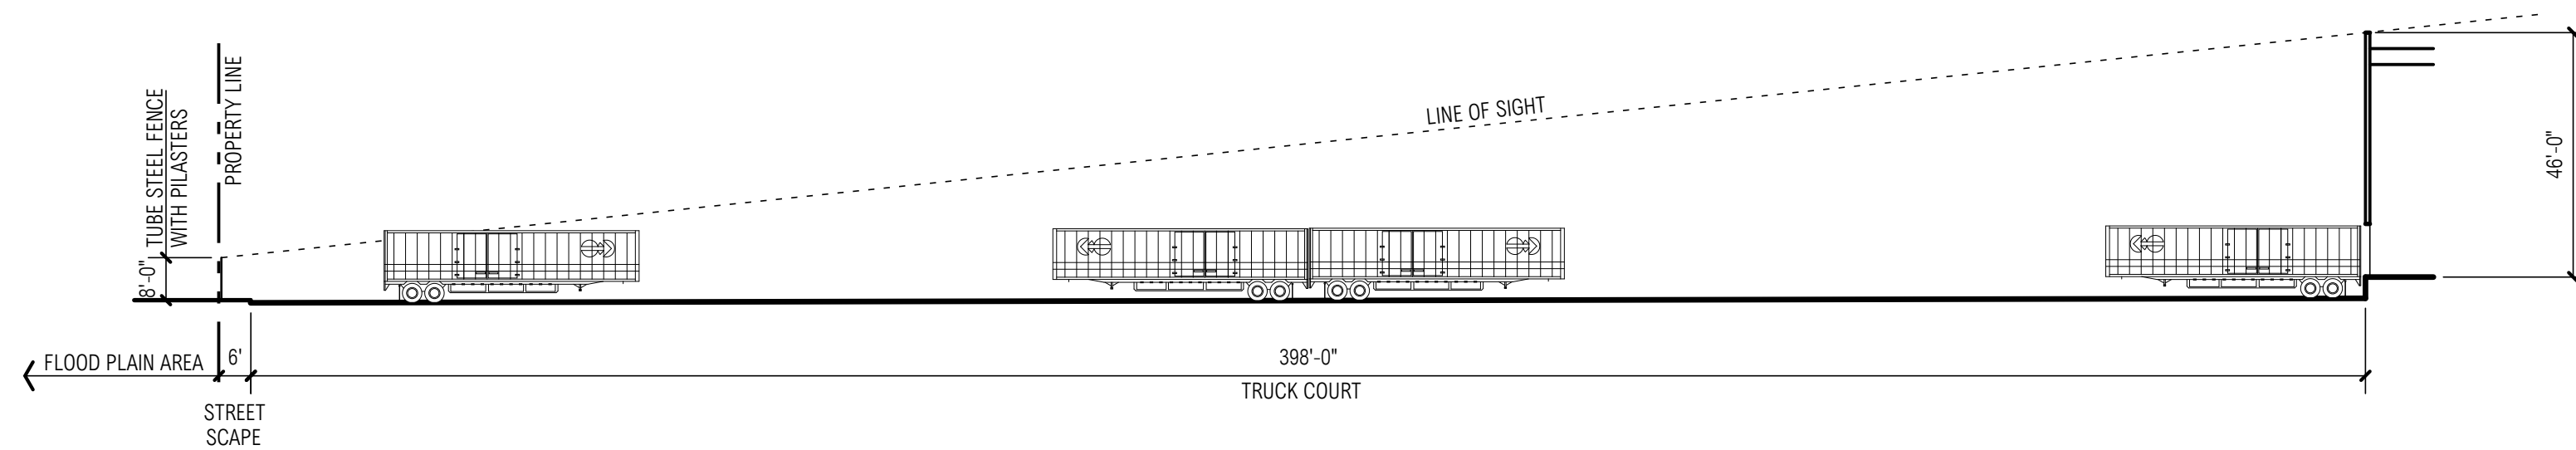 TUBE STEEL FENCE
WITH PILASTERS
8'-0"
PROPERTY LINE
LINE OF SIGHT
46'-0"
FLOOD PLAIN AREA
6'
398'-0"
TRUCK COURT
STREET
SCAPE